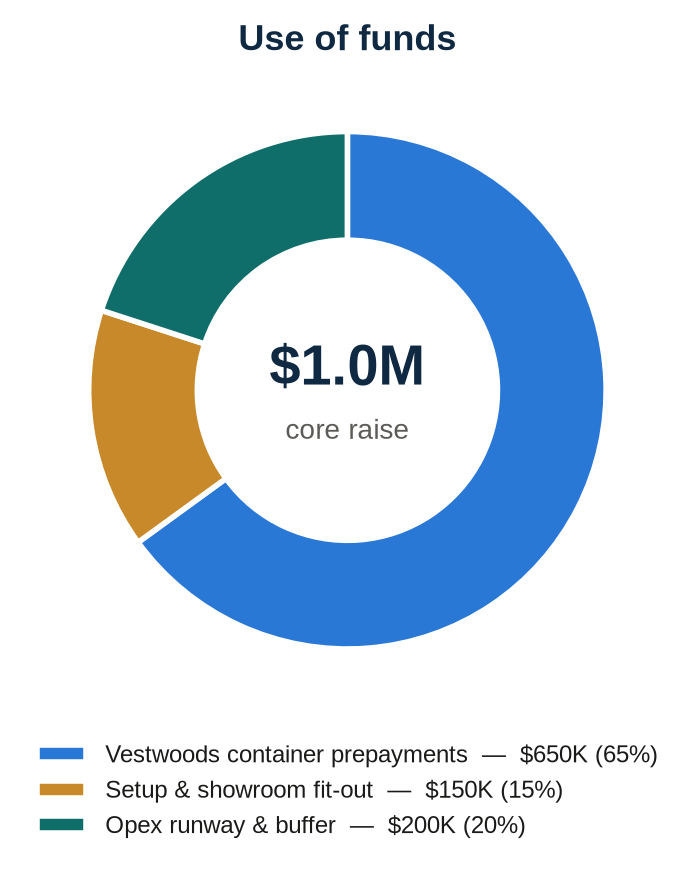 Use of funds
$1.0M
core raise
Vestwoods container prepayments — $650K (65%)
Setup & showroom fit-out — $150K (15%)
Opex runway & buffer — $200K (20%)